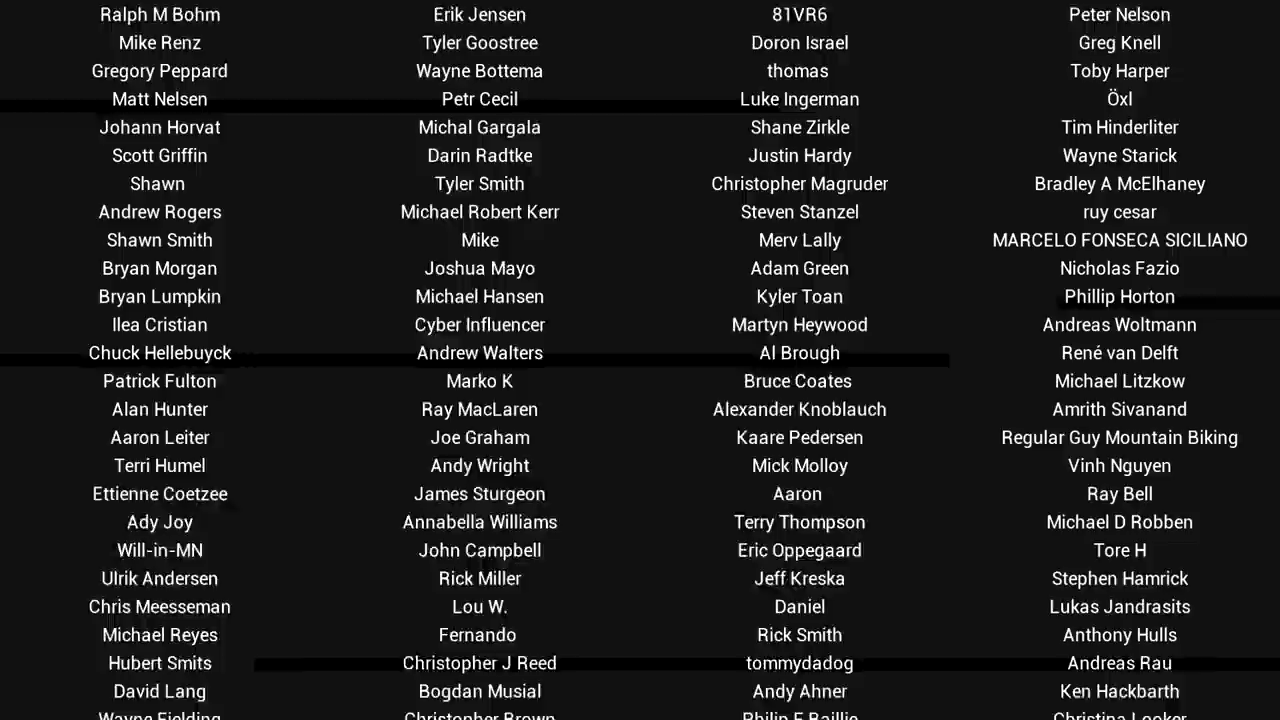 Ralph M Bohm Erik Jensen 81VR6 Peter Nelson
Mike Renz Tyler Goostree Doron Israel Greg Knell
Gregory Peppard Wayne Bottema thomas Toby Harper
Matt Nelsen Petr Cecil Luke Ingerman Öxl
Johann Horvat Michal Gargala Shane Zirkle Tim Hinderliter
Scott Griffin Darin Radtke Justin Hardy Wayne Starick
Shawn Tyler Smith Christopher Magruder Bradley A McElhaney
Andrew Rogers Michael Robert Kerr Steven Stanzel ruy cesar
Shawn Smith Mike Merv Lally MARCELO FONSECA SICILIANO
Bryan Morgan Joshua Mayo Adam Green Nicholas Fazio
Bryan Lumpkin Michael Hansen Kyler Toan Phillip Horton
Ilea Cristian Cyber Influencer Martyn Heywood Andreas Woltmann
Chuck Hellebuyck Andrew Walters Al Brough René van Delft
Patrick Fulton Marko K Bruce Coates Michael Litzkow
Alan Hunter Ray MacLaren Alexander Knoblauch Amrith Sivanand
Aaron Leiter Joe Graham Kaare Pedersen Regular Guy Mountain Biking
Terri Humel Andy Wright Mick Molloy Vinh Nguyen
Ettienne Coetzee James Sturgeon Aaron Ray Bell
Ady Joy Annabella Williams Terry Thompson Michael D Robben
Will-in-MN John Campbell Eric Oppegaard Tore H
Ulrik Andersen Rick Miller Jeff Kreska Stephen Hamrick
Chris Meesseman Lou W. Daniel Lukas Jandrasits
Michael Reyes Fernando Rick Smith Anthony Hulls
Hubert Smits Christopher J Reed tommydadog Andreas Rau
David Lang Bogdan Musial Andy Ahner Ken Hackbarth
Wayne Fielding Christopher Brown Philip E Baillie Christina Looker